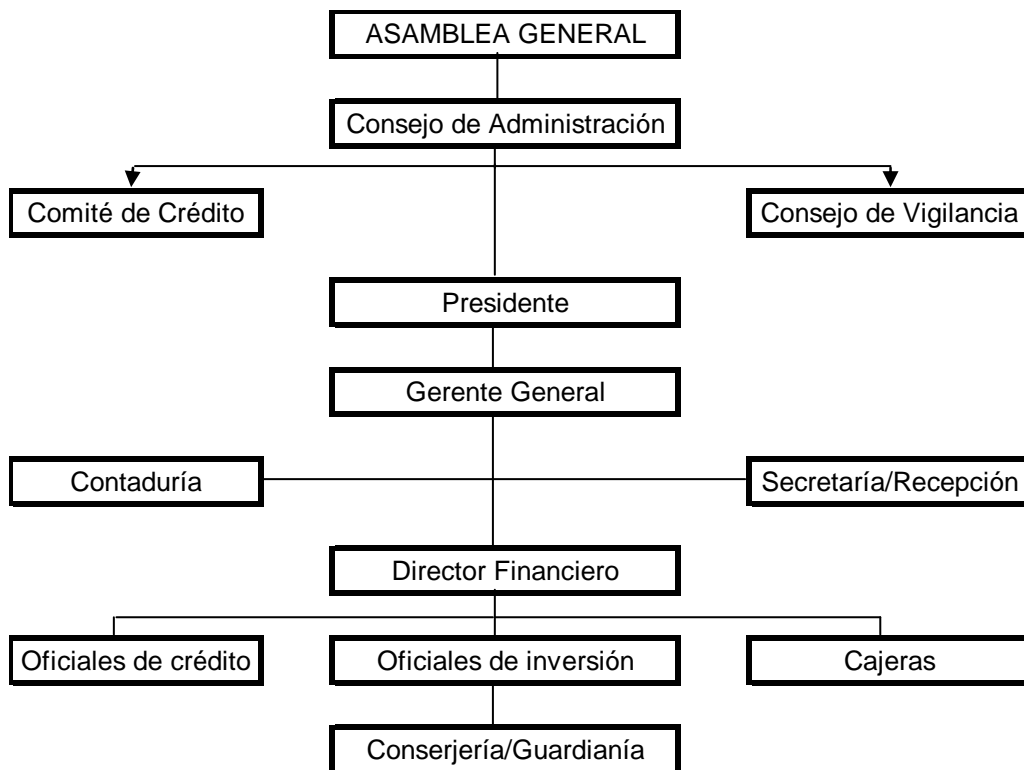 ASAMBLEA GENERAL
Consejo de Administración
Comité de Crédito
Consejo de Vigilancia
Presidente
Gerente General
Contaduría
Secretaría/Recepción
Director Financiero
Oficiales de crédito
Oficiales de inversión
Cajeras
Conserjería/Guardianía